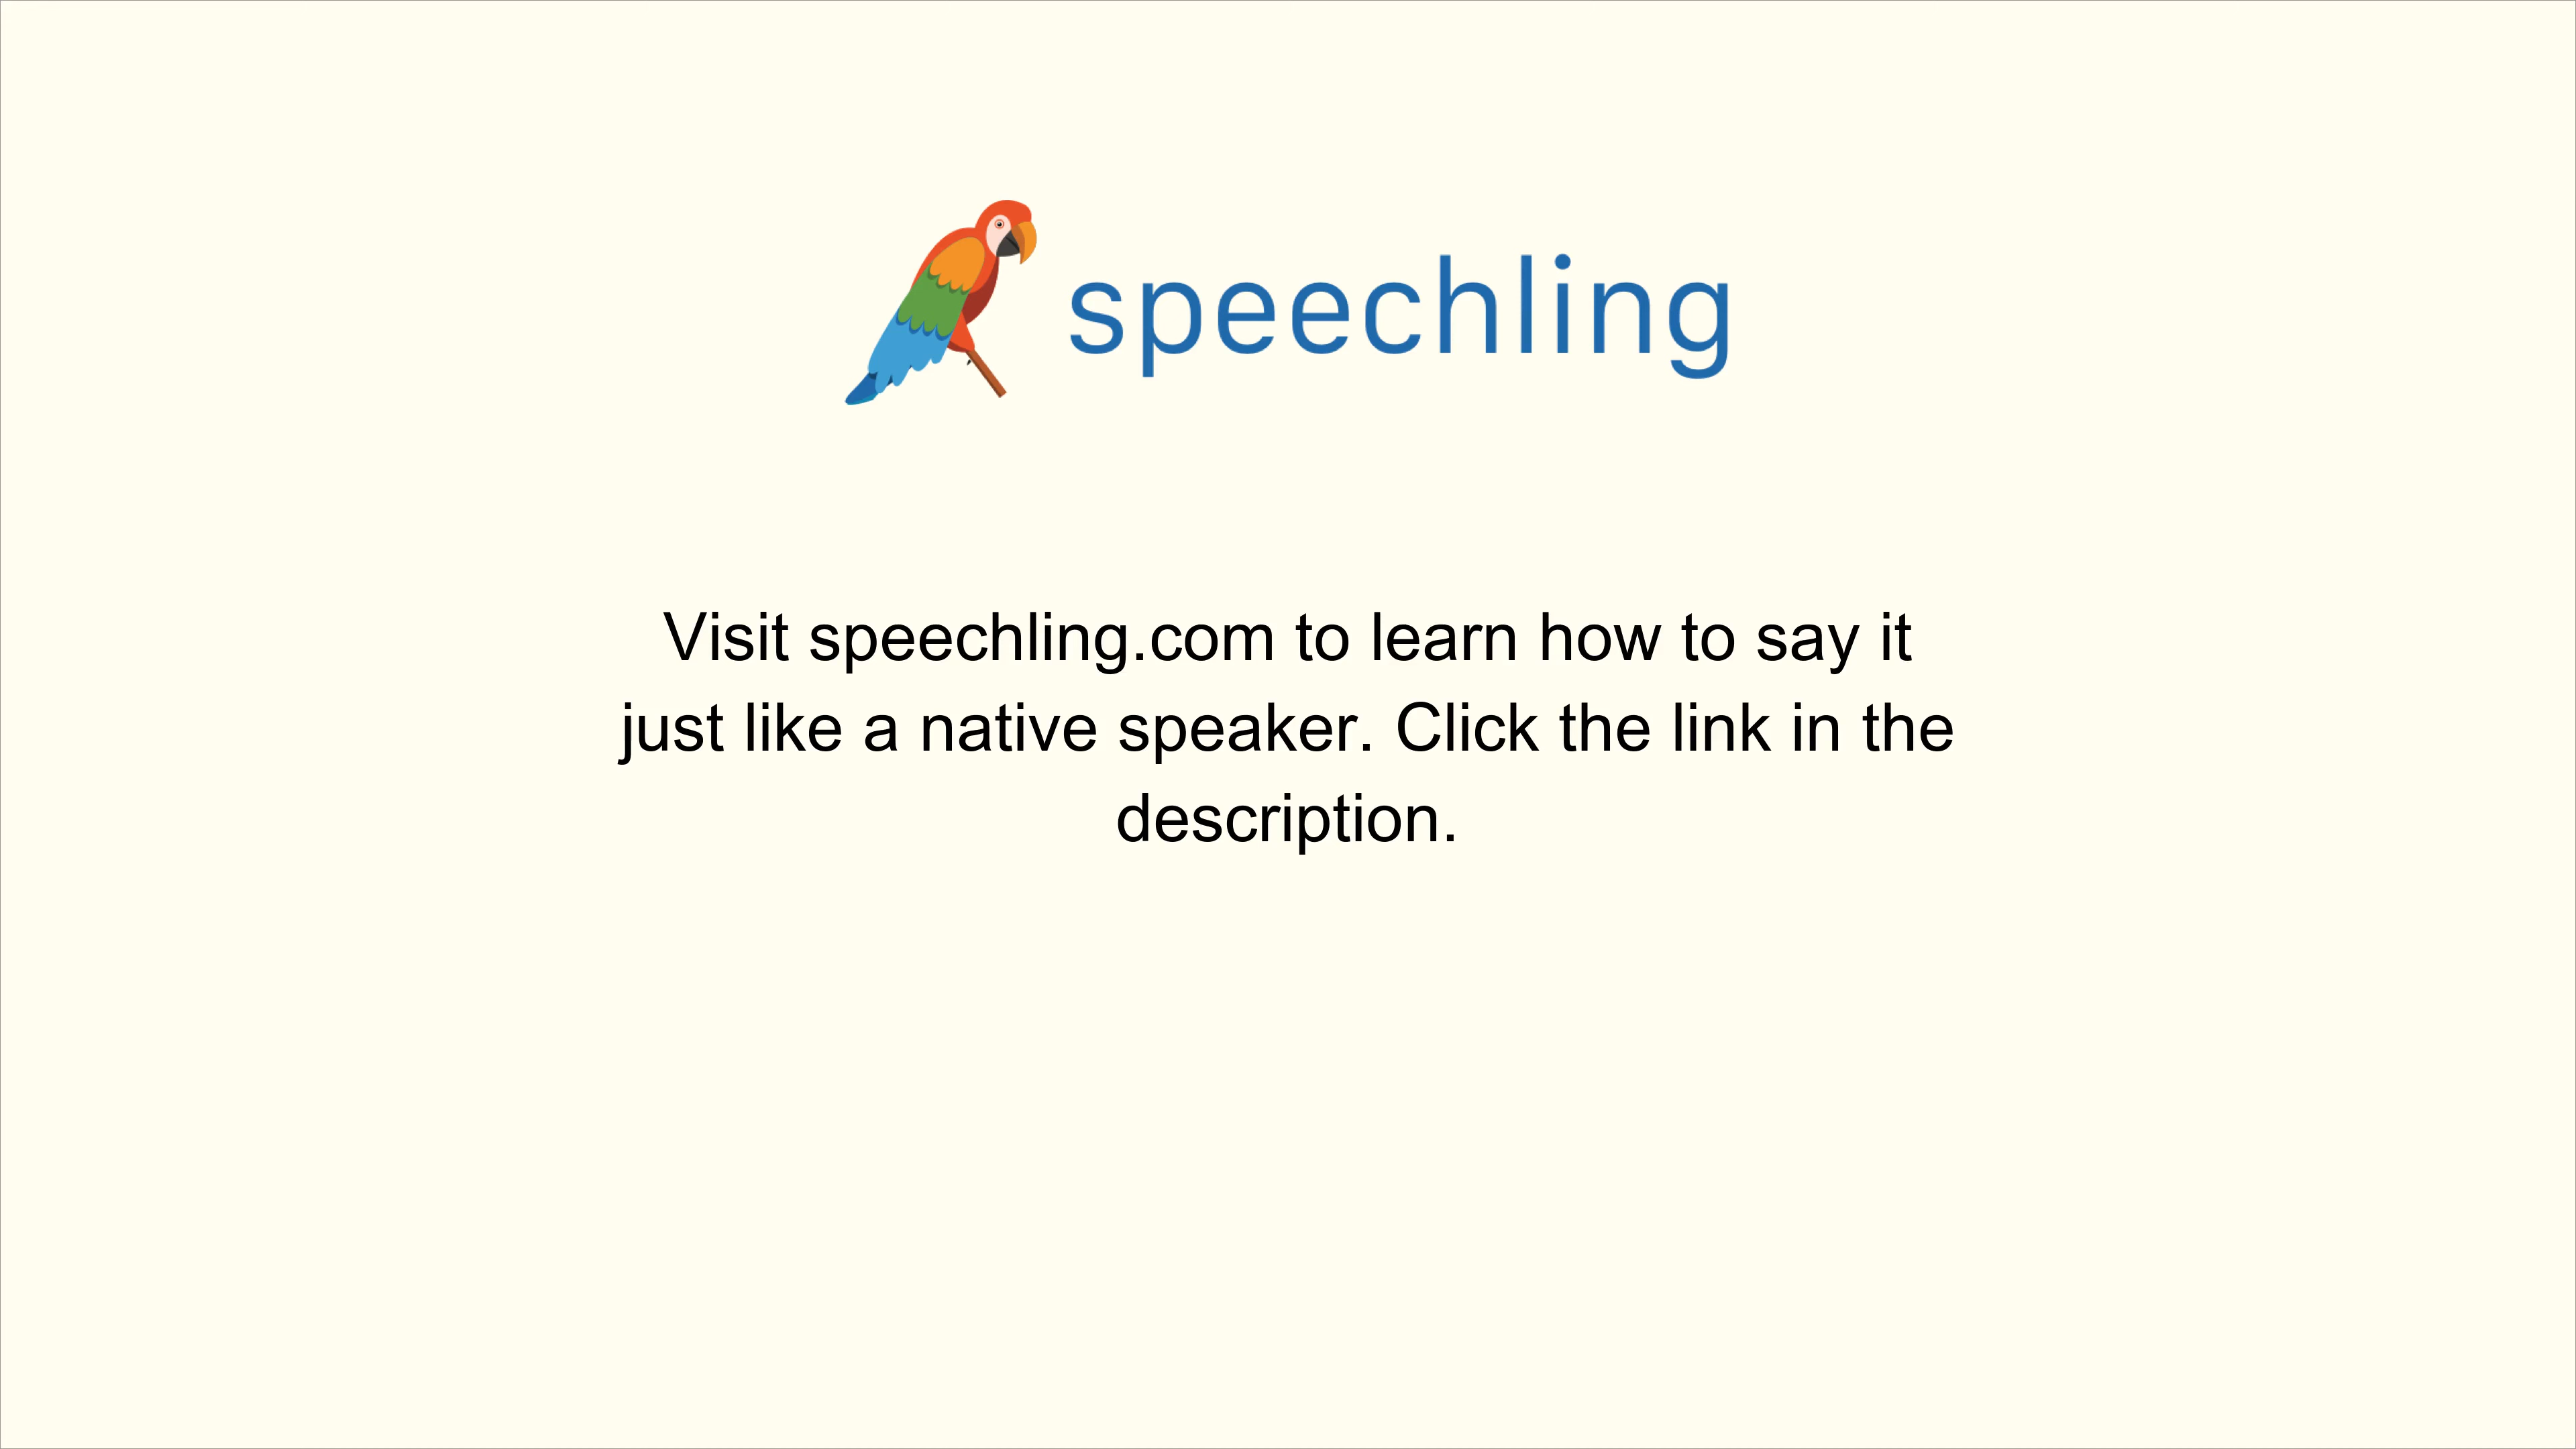 speechling
Visit speechling.com to learn how to say it
just like a native speaker. Click the link in the
description.